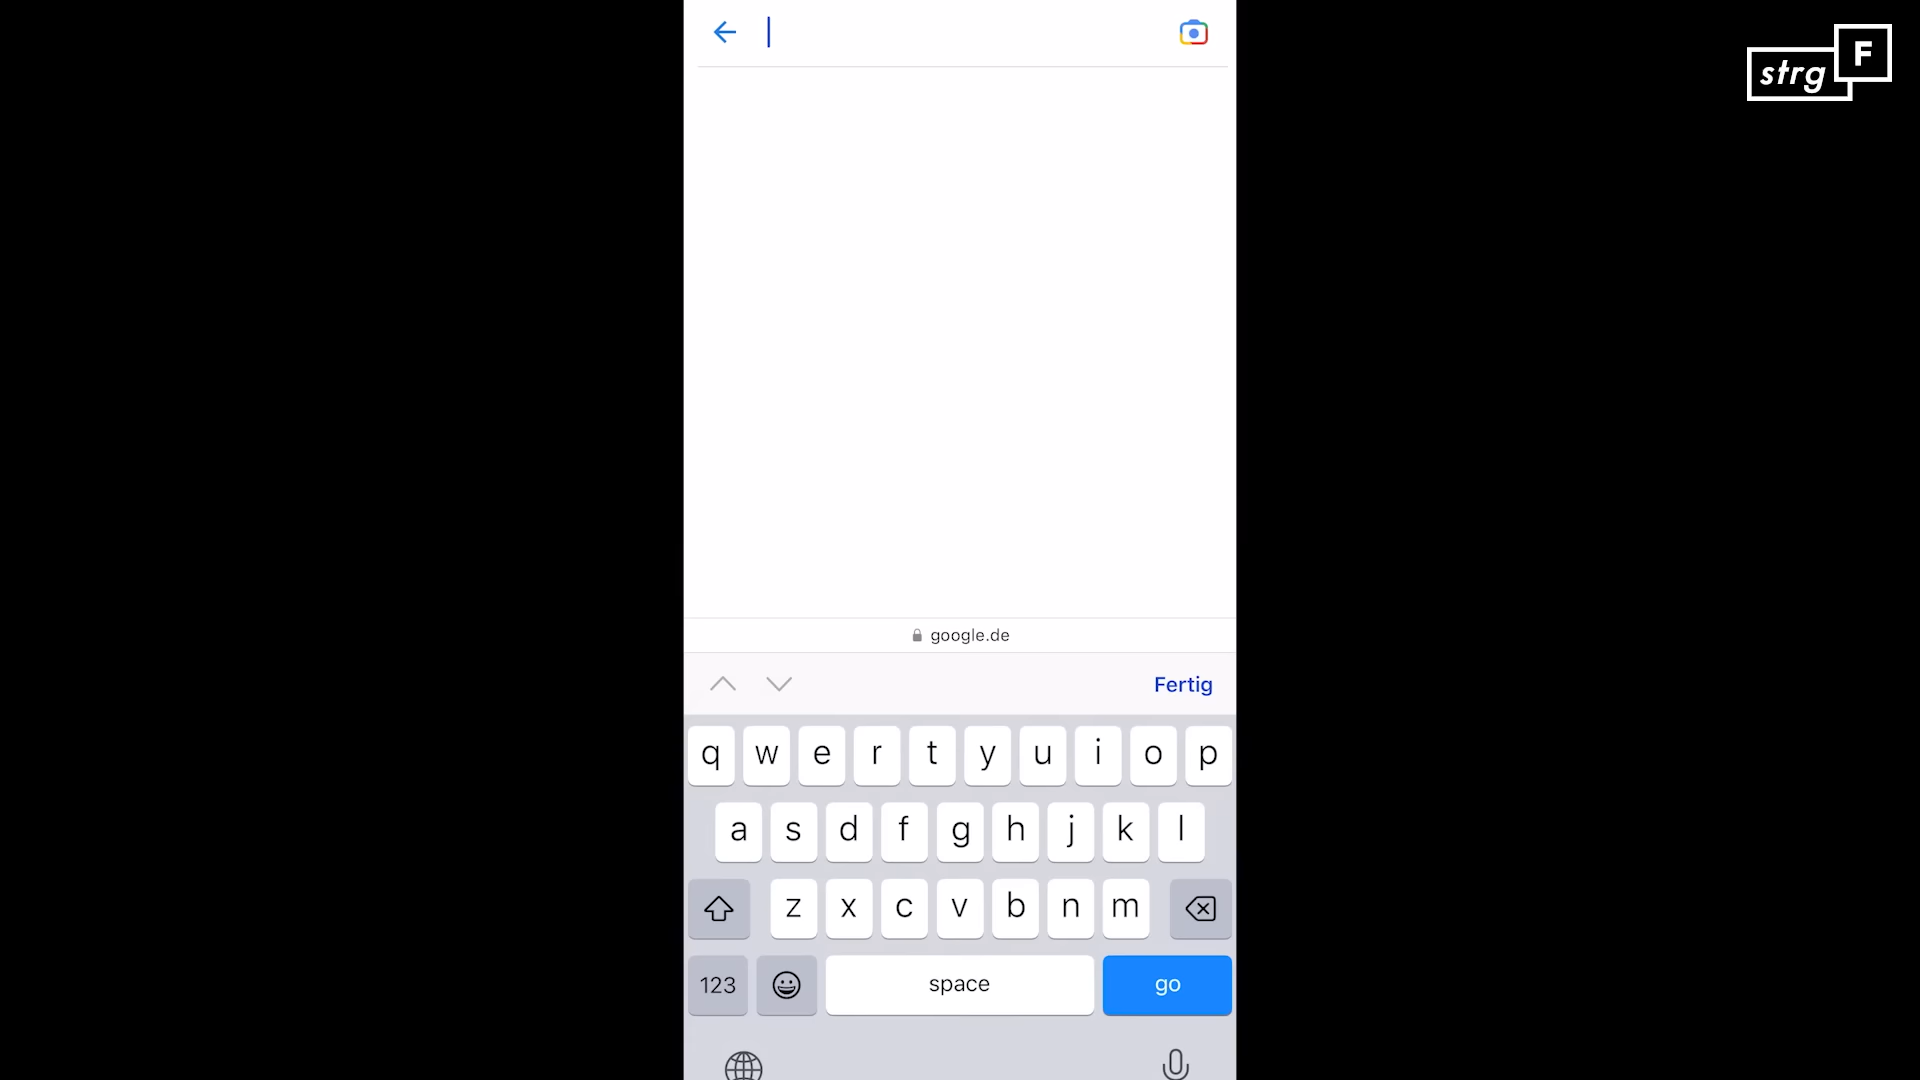 strg F
google.de
Fertig
q w e r t y u i o p
a s d f g h j k l
z x c v b n m
123 space go